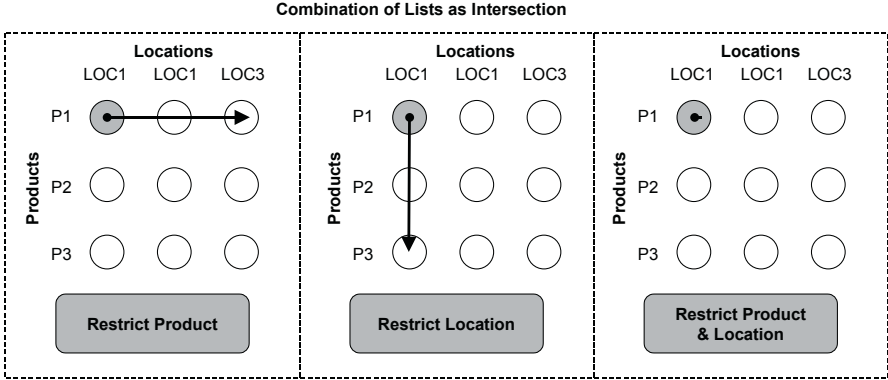 Combination of Lists as Intersection
Locations
LOC1 LOC1 LOC3
P1
P2
P3
Products
Restrict Product
Locations
LOC1 LOC1 LOC3
P1
P2
P3
Products
Restrict Location
Locations
LOC1 LOC1 LOC3
P1
P2
P3
Products
Restrict Product
& Location